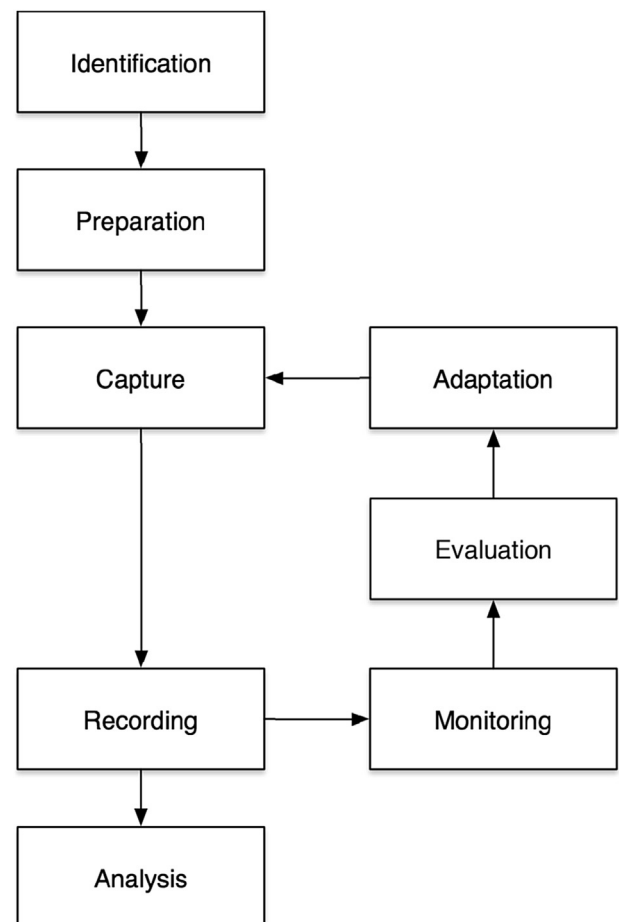 Identification
Preparation
Capture
Adaptation
Evaluation
Recording
Monitoring
Analysis